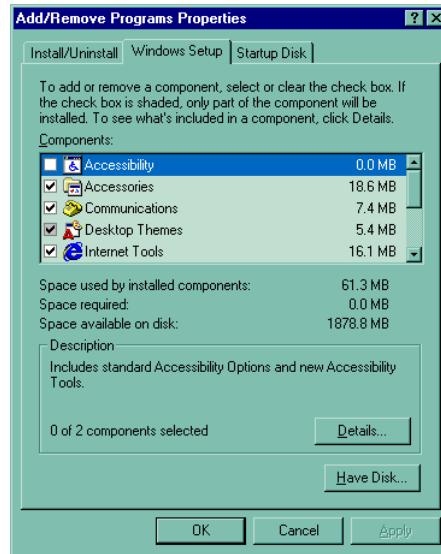 Add/Remove Programs Properties
Install/Uninstall Windows Setup Startup Disk
To add or remove a component, select or clear the check box. If
the check box is shaded, only part of the component will be
installed. To see what's included in a component, click Details.
Components:
Accessibility 0.0 MB
Accessories 18.6 MB
Communications 7.4 MB
Desktop Themes 5.4 MB
Internet Tools 16.1 MB
Space used by installed components: 61.3 MB
Space required: 0.0 MB
Space available on disk: 1878.8 MB
Description
Includes standard Accessibility Options and new Accessibility
Tools.
0 of 2 components selected Details...
Have Disk...
OK Cancel Apply